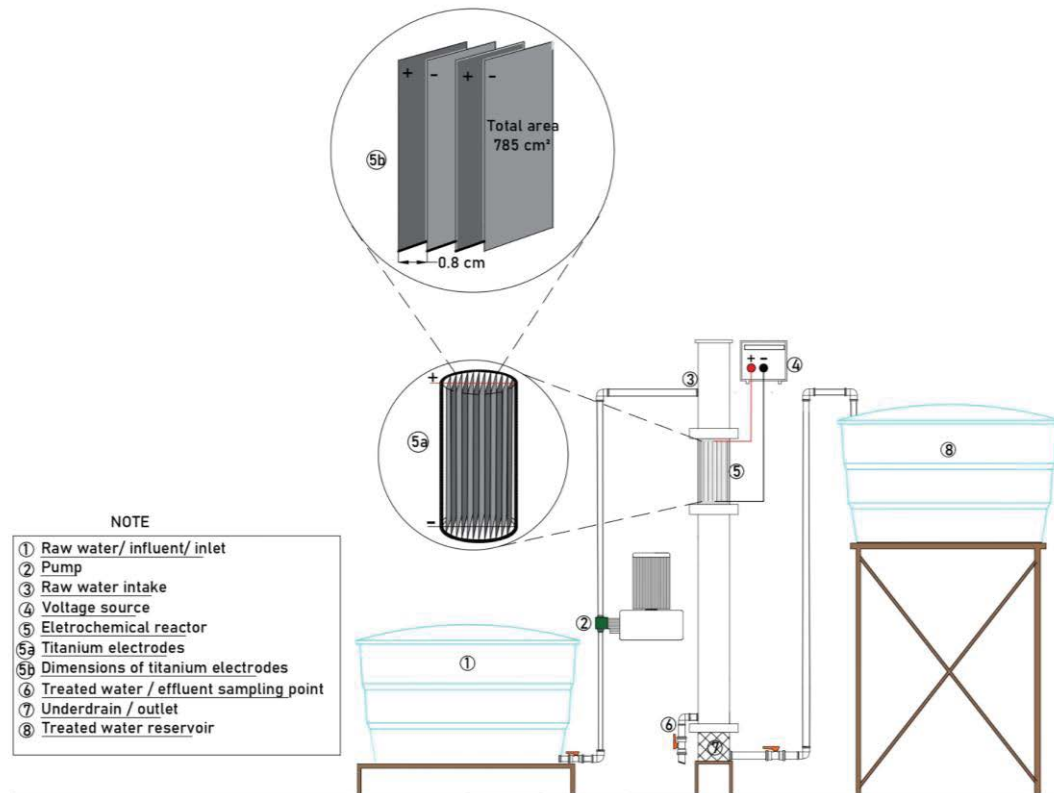 + - + -
Total area
785 cm²
5b
0.8 cm
+
5a
-
3
+ -
4
5
8
2
1
6
7
NOTE
1 Raw water/ influent/ inlet
2 Pump
3 Raw water intake
4 Voltage source
5 Eletrochemical reactor
5a Titanium electrodes
5b Dimensions of titanium electrodes
6 Treated water / effluent sampling point
7 Underdrain / outlet
8 Treated water reservoir